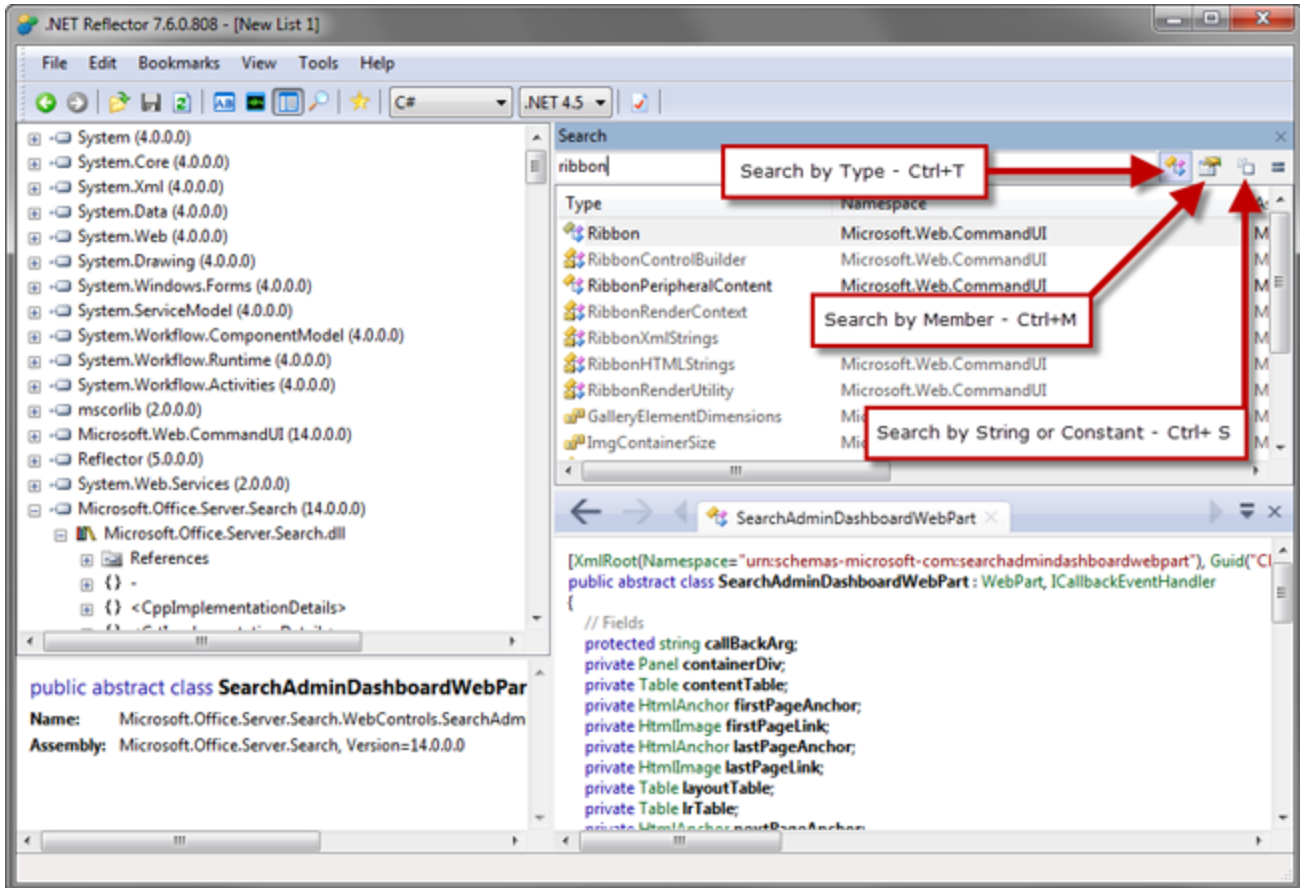 .NET Reflector 7.6.0.808 - [New List 1]
File Edit Bookmarks View Tools Help
C# .NET 4.5
System (4.0.0.0)
System.Core (4.0.0.0)
System.Xml (4.0.0.0)
System.Data (4.0.0.0)
System.Web (4.0.0.0)
System.Drawing (4.0.0.0)
System.Windows.Forms (4.0.0.0)
System.ServiceModel (4.0.0.0)
System.Workflow.ComponentModel (4.0.0.0)
System.Workflow.Runtime (4.0.0.0)
System.Workflow.Activities (4.0.0.0)
mscorlib (2.0.0.0)
Microsoft.Web.CommandUI (14.0.0.0)
Reflector (5.0.0.0)
System.Web.Services (2.0.0.0)
Microsoft.Office.Server.Search (14.0.0.0)
Microsoft.Office.Server.Search.dll
References
{} -
{} <CppImplementationDetails>
public abstract class SearchAdminDashboardWebPar
Name: Microsoft.Office.Server.Search.WebControls.SearchAdm
Assembly: Microsoft.Office.Server.Search, Version=14.0.0.0
Search
ribbon
Search by Type - Ctrl+T
Type Namespace
Ribbon Microsoft.Web.CommandUI M
RibbonControlBuilder Microsoft.Web.CommandUI M
RibbonPeripheralContent Microsoft.Web.CommandUI M
RibbonRenderContext
Search by Member - Ctrl+M
RibbonXmlStrings M
RibbonHTMLStrings Microsoft.Web.CommandUI M
RibbonRenderUtility Microsoft.Web.CommandUI M
GalleryElementDimensions M
Search by String or Constant - Ctrl+ S
ImgContainerSize M
SearchAdminDashboardWebPart
[XmlRoot(Namespace="urn:schemas-microsoft-com:searchadmindashboardwebpart"), Guid("Cl
public abstract class SearchAdminDashboardWebPart : WebPart, ICallbackEventHandler
{
// Fields
protected string callBackArg;
private Panel containerDiv;
private Table contentTable;
private HtmlAnchor firstPageAnchor;
private HtmlImage firstPageLink;
private HtmlAnchor lastPageAnchor;
private HtmlImage lastPageLink;
private Table layoutTable;
private Table lrTable;
private HtmlAnchor nextPageAnchor;